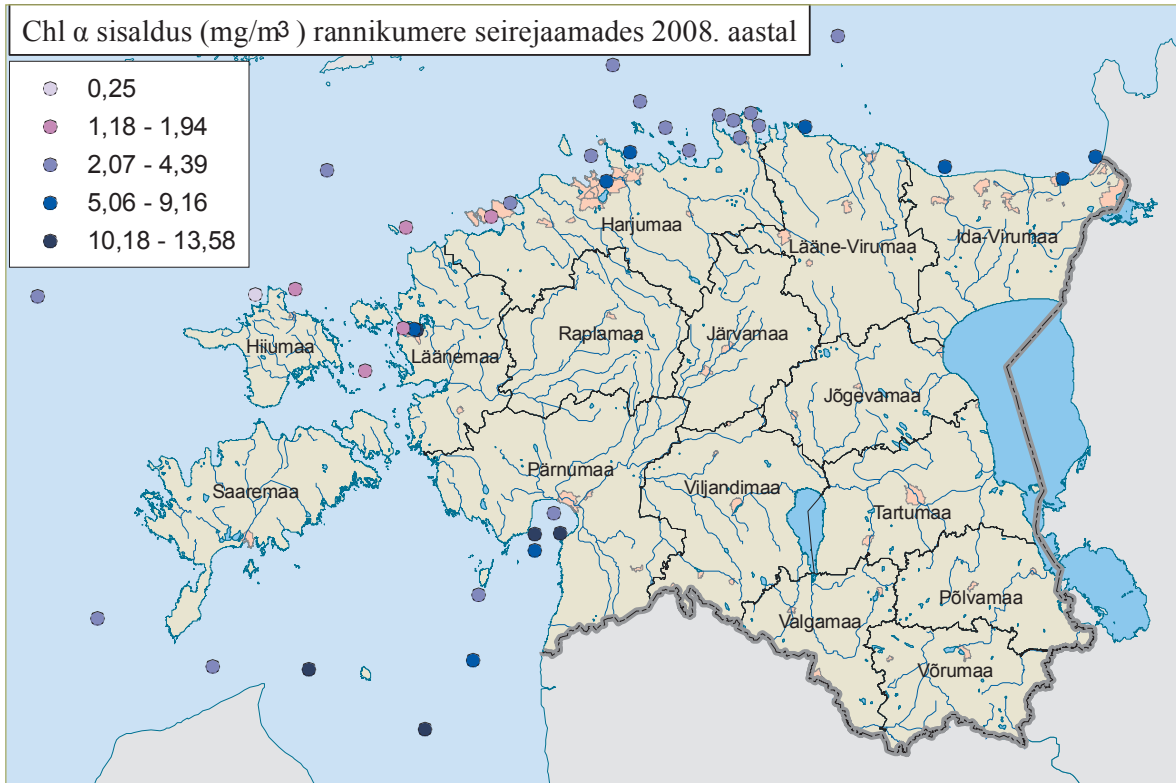 Chl α sisaldus (mg/m³ ) rannikumere seirejaamades 2008. aastal
0,25
1,18 - 1,94
2,07 - 4,39
5,06 - 9,16
10,18 - 13,58
Harjumaa
Lääne-Virumaa
Ida-Virumaa
Hiiumaa
Läänemaa
Raplamaa
Järvamaa
Jõgevamaa
Saaremaa
Pärnumaa
Viljandimaa
Tartumaa
Põlvamaa
Valgamaa
Võrumaa